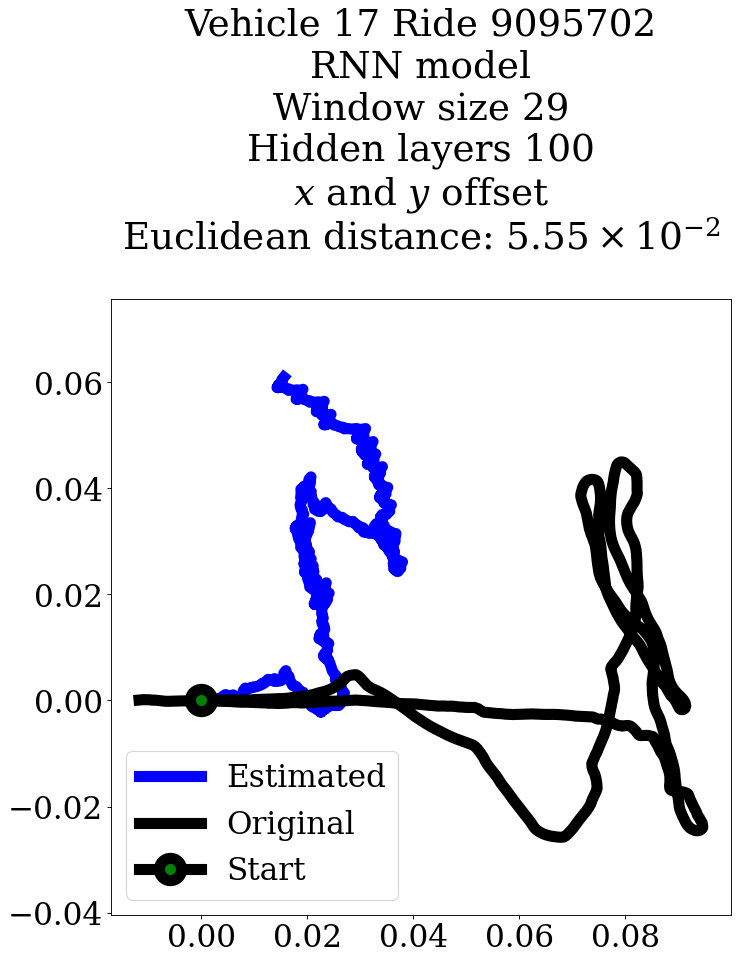 Vehicle 17 Ride 9095702
RNN model
Window size 29
Hidden layers 100
x and y offset
Euclidean distance: 5.55 × 10⁻²
0.06
0.04
0.02
0.00
−0.02
−0.04
Estimated
Original
Start
0.00 0.02 0.04 0.06 0.08